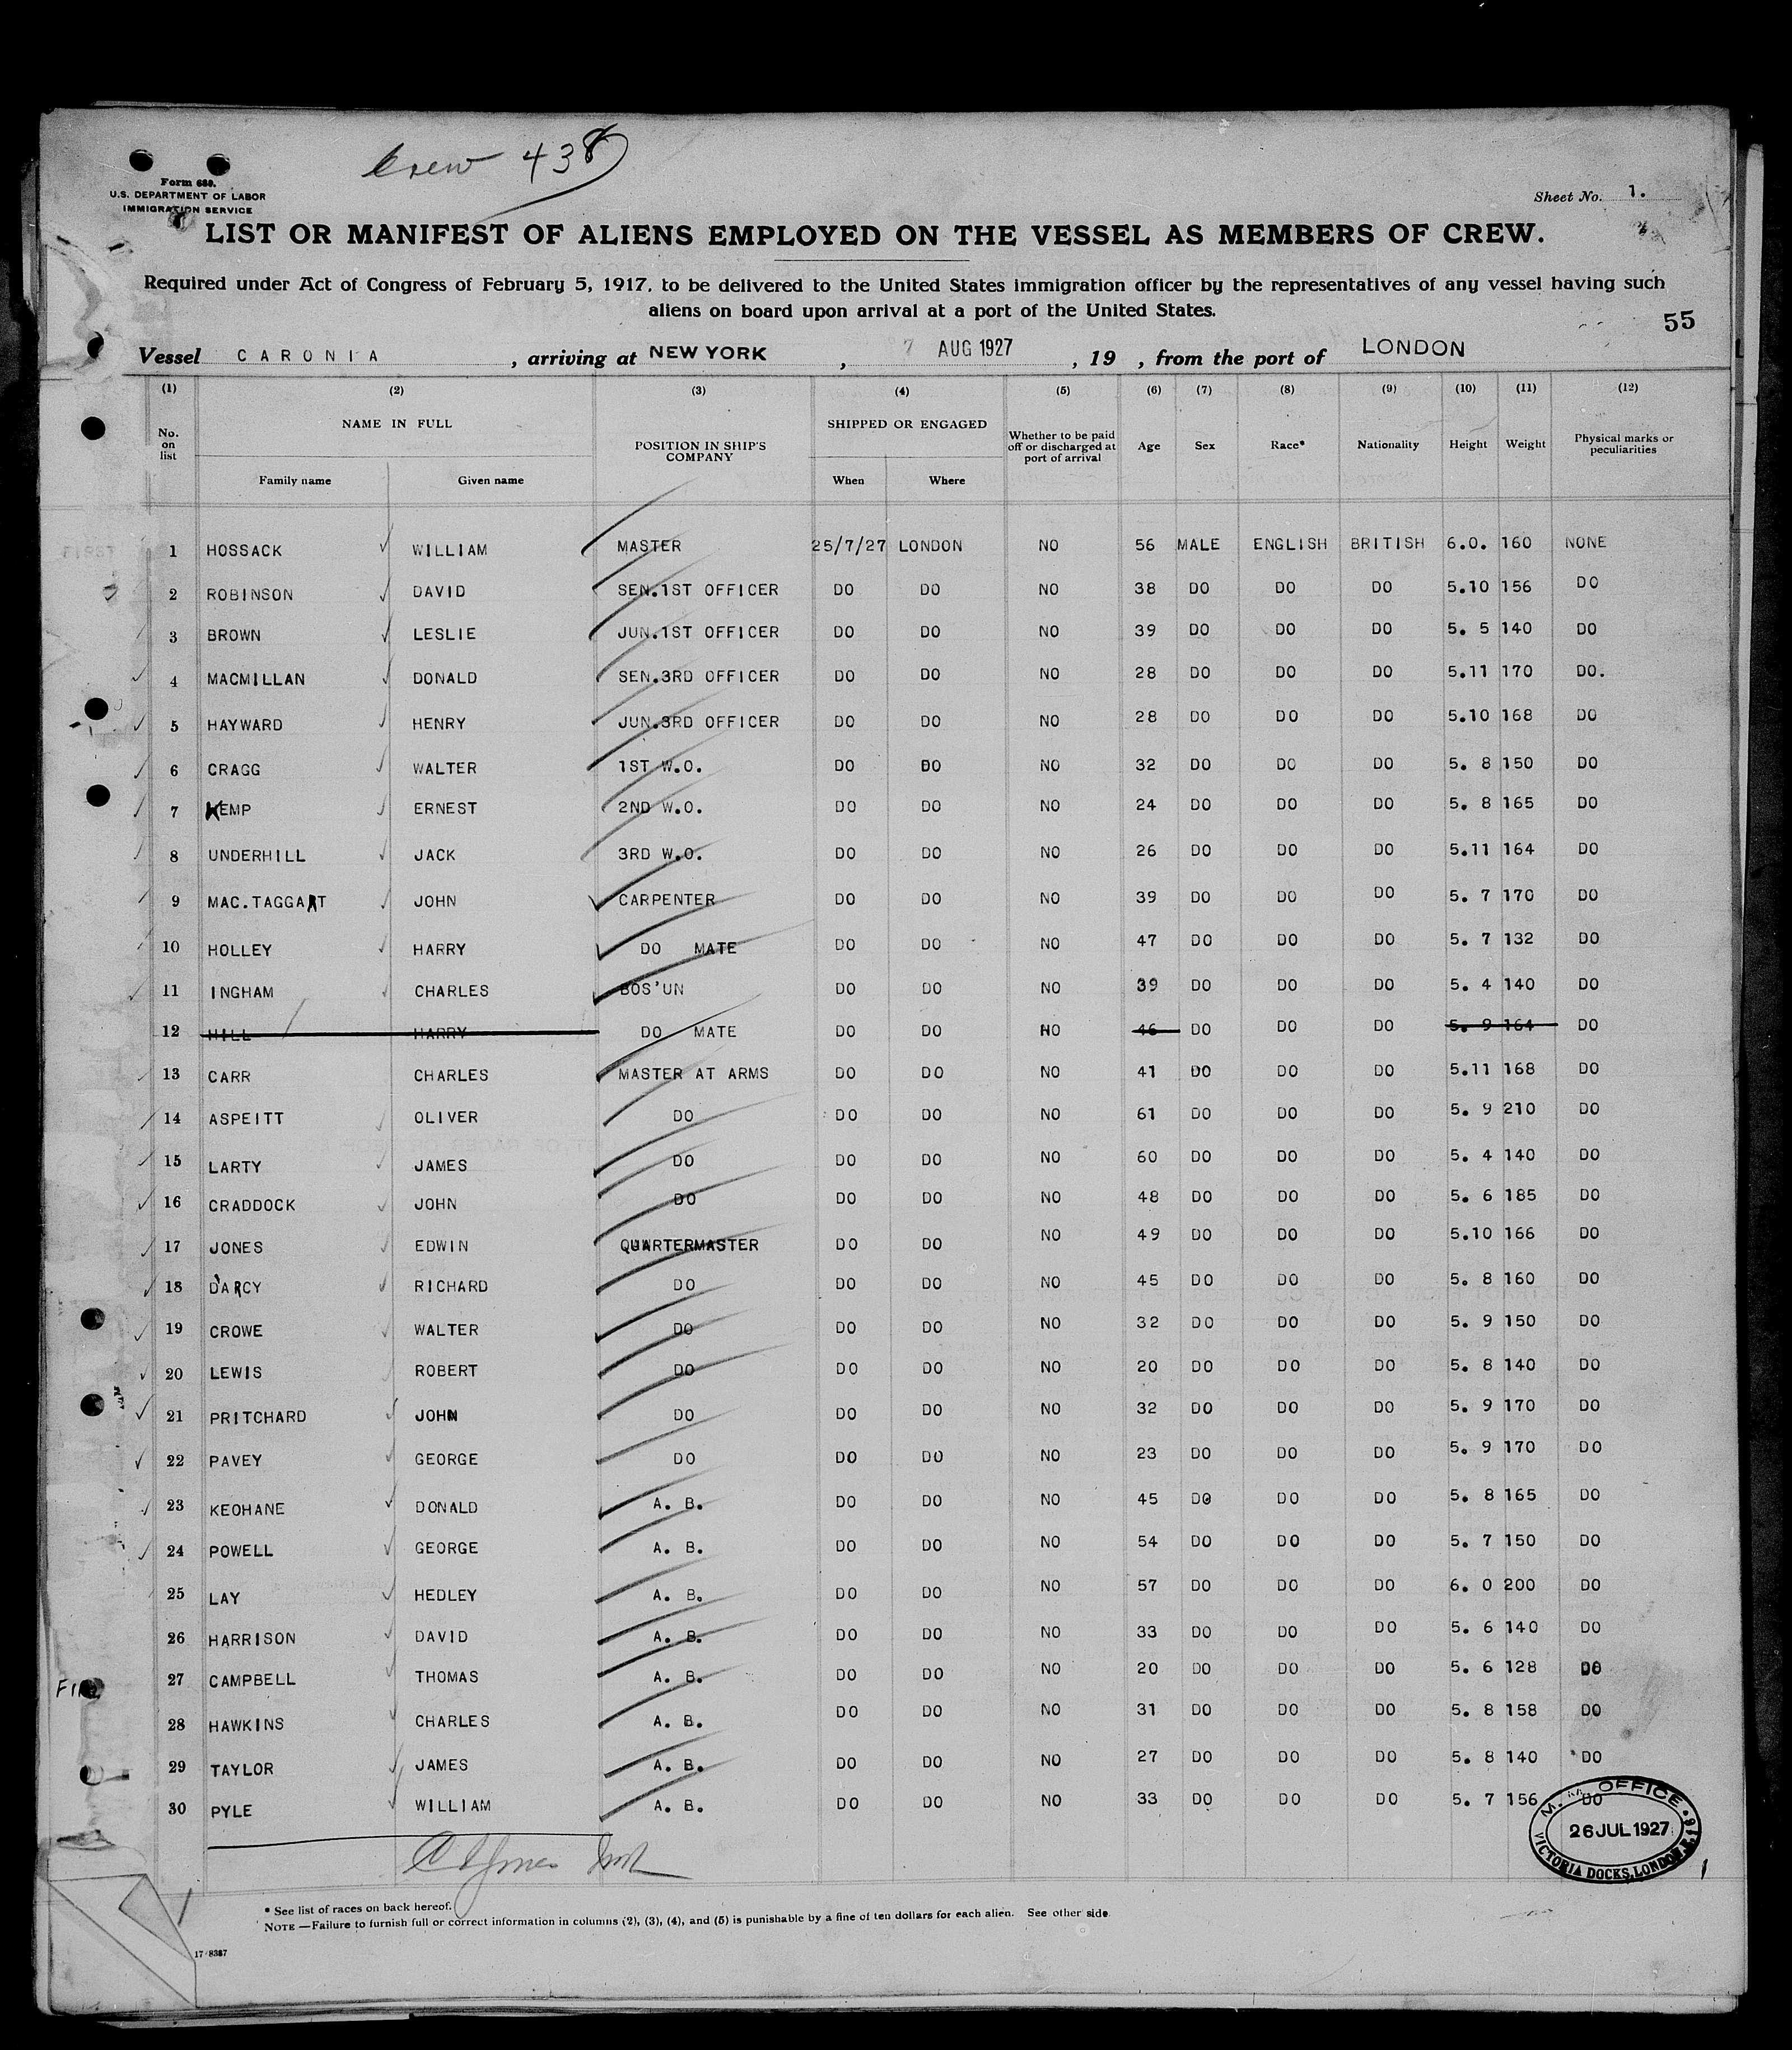 Crew 438
Form 689.
U.S. DEPARTMENT OF LABOR
IMMIGRATION SERVICE
Sheet No. 1.
LIST OR MANIFEST OF ALIENS EMPLOYED ON THE VESSEL AS MEMBERS OF CREW.
Required under Act of Congress of February 5, 1917, to be delivered to the United States immigration officer by the representatives of any vessel having such
aliens on board upon arrival at a port of the United States.
55
Vessel CARONIA , arriving at NEW YORK , 7 AUG 1927 , 19 , from the port of LONDON
(1) (2) (3) (4) (5) (6) (7) (8) (9) (10) (11) (12)
No. on list NAME IN FULL POSITION IN SHIP'S COMPANY SHIPPED OR ENGAGED Whether to be paid off or discharged at port of arrival Age Sex Race* Nationality Height Weight Physical marks or peculiarities
Family name Given name When Where
1 HOSSACK WILLIAM MASTER 25/7/27 LONDON NO 56 MALE ENGLISH BRITISH 6.0. 160 NONE
2 ROBINSON DAVID SEN.1ST OFFICER DO DO NO 38 DO DO DO 5.10 156 DO
3 BROWN LESLIE JUN.1ST OFFICER DO DO NO 39 DO DO DO 5. 5 140 DO
4 MACMILLAN DONALD SEN.3RD OFFICER DO DO NO 28 DO DO DO 5.11 170 DO.
5 HAYWARD HENRY JUN.3RD OFFICER DO DO NO 28 DO DO DO 5.10 168 DO
6 CRAGG WALTER 1ST W.O. DO DO NO 32 DO DO DO 5. 8 150 DO
7 KEMP ERNEST 2ND W.O. DO DO NO 24 DO DO DO 5. 8 165 DO
8 UNDERHILL JACK 3RD W.O. DO DO NO 26 DO DO DO 5.11 164 DO
9 MAC.TAGGART JOHN CARPENTER DO DO NO 39 DO DO DO 5. 7 170 DO
10 HOLLEY HARRY DO MATE DO DO NO 47 DO DO DO 5. 7 132 DO
11 INGHAM CHARLES BOS'UN DO DO NO 39 DO DO DO 5. 4 140 DO
12 HILL HARRY DO MATE DO DO NO 46 DO DO DO 5. 9 164 DO
13 CARR CHARLES MASTER AT ARMS DO DO NO 41 DO DO DO 5.11 168 DO
14 ASPEITT OLIVER DO DO DO NO 61 DO DO DO 5. 9 210 DO
15 LARTY JAMES DO DO DO NO 60 DO DO DO 5. 4 140 DO
16 CRADDOCK JOHN DO DO DO NO 48 DO DO DO 5. 6 185 DO
17 JONES EDWIN QUARTERMASTER DO DO NO 49 DO DO DO 5.10 166 DO
18 D'ARCY RICHARD DO DO DO NO 45 DO DO DO 5. 8 160 DO
19 CROWE WALTER DO DO DO NO 32 DO DO DO 5. 9 150 DO
20 LEWIS ROBERT DO DO DO NO 20 DO DO DO 5. 8 140 DO
21 PRITCHARD JOHN DO DO DO NO 32 DO DO DO 5. 9 170 DO
22 PAVEY GEORGE DO DO DO NO 23 DO DO DO 5. 9 170 DO
23 KEOHANE DONALD A. B. DO DO NO 45 DO DO DO 5. 8 165 DO
24 POWELL GEORGE A. B. DO DO NO 54 DO DO DO 5. 7 150 DO
25 LAY HEDLEY A. B. DO DO NO 57 DO DO DO 6. 0 200 DO
26 HARRISON DAVID A. B. DO DO NO 33 DO DO DO 5. 6 140 DO
27 CAMPBELL THOMAS A. B. DO DO NO 20 DO DO DO 5. 6 128 DO
28 HAWKINS CHARLES A. B. DO DO NO 31 DO DO DO 5. 8 158 DO
29 TAYLOR JAMES A. B. DO DO NO 27 DO DO DO 5. 8 140 DO
30 PYLE WILLIAM A. B. DO DO NO 33 DO DO DO 5. 7 156 DO
OFFICE
26 JUL 1927
VICTORIA DOCKS, LONDON, E.16
* See list of races on back hereof.
NOTE —Failure to furnish full or correct information in columns (2), (3), (4), and (5) is punishable by a fine of ten dollars for each alien. See other side.
17-8387